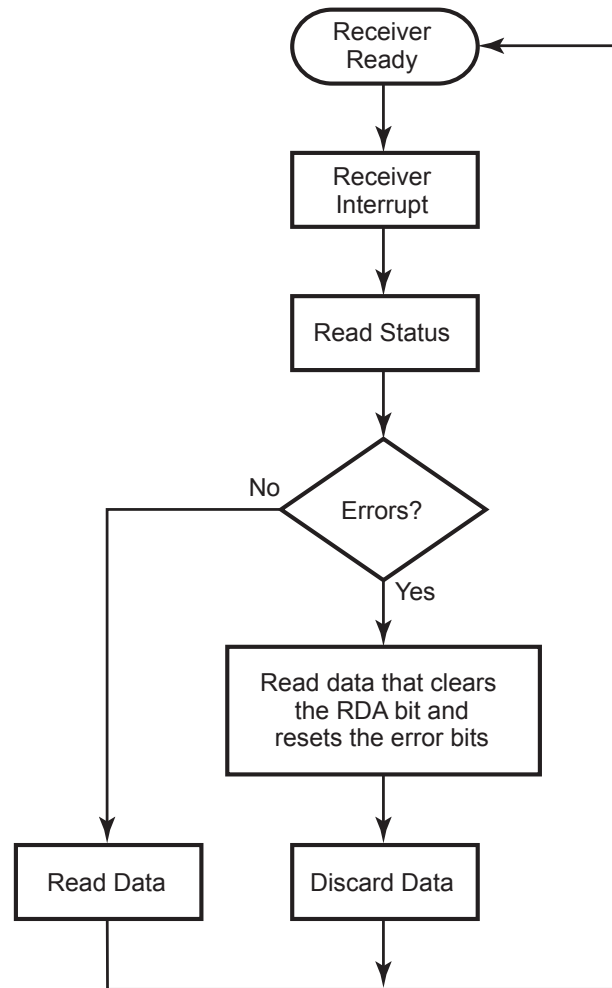 Receiver
Ready
Receiver
Interrupt
Read Status
Errors?
No
Yes
Read data that clears
the RDA bit and
resets the error bits
Read Data
Discard Data